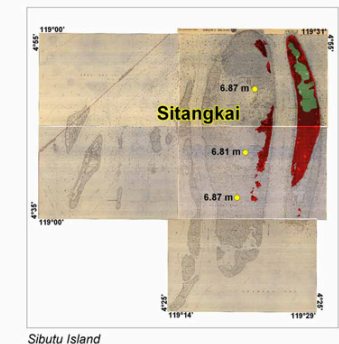 119°00'
119°31'
4°55'
4°55'
6.87 m
Sitangkai
6.81 m
6.87 m
4°35'
119°00'
4°25'
4°25'
119°14'
119°29'
Sibutu Island